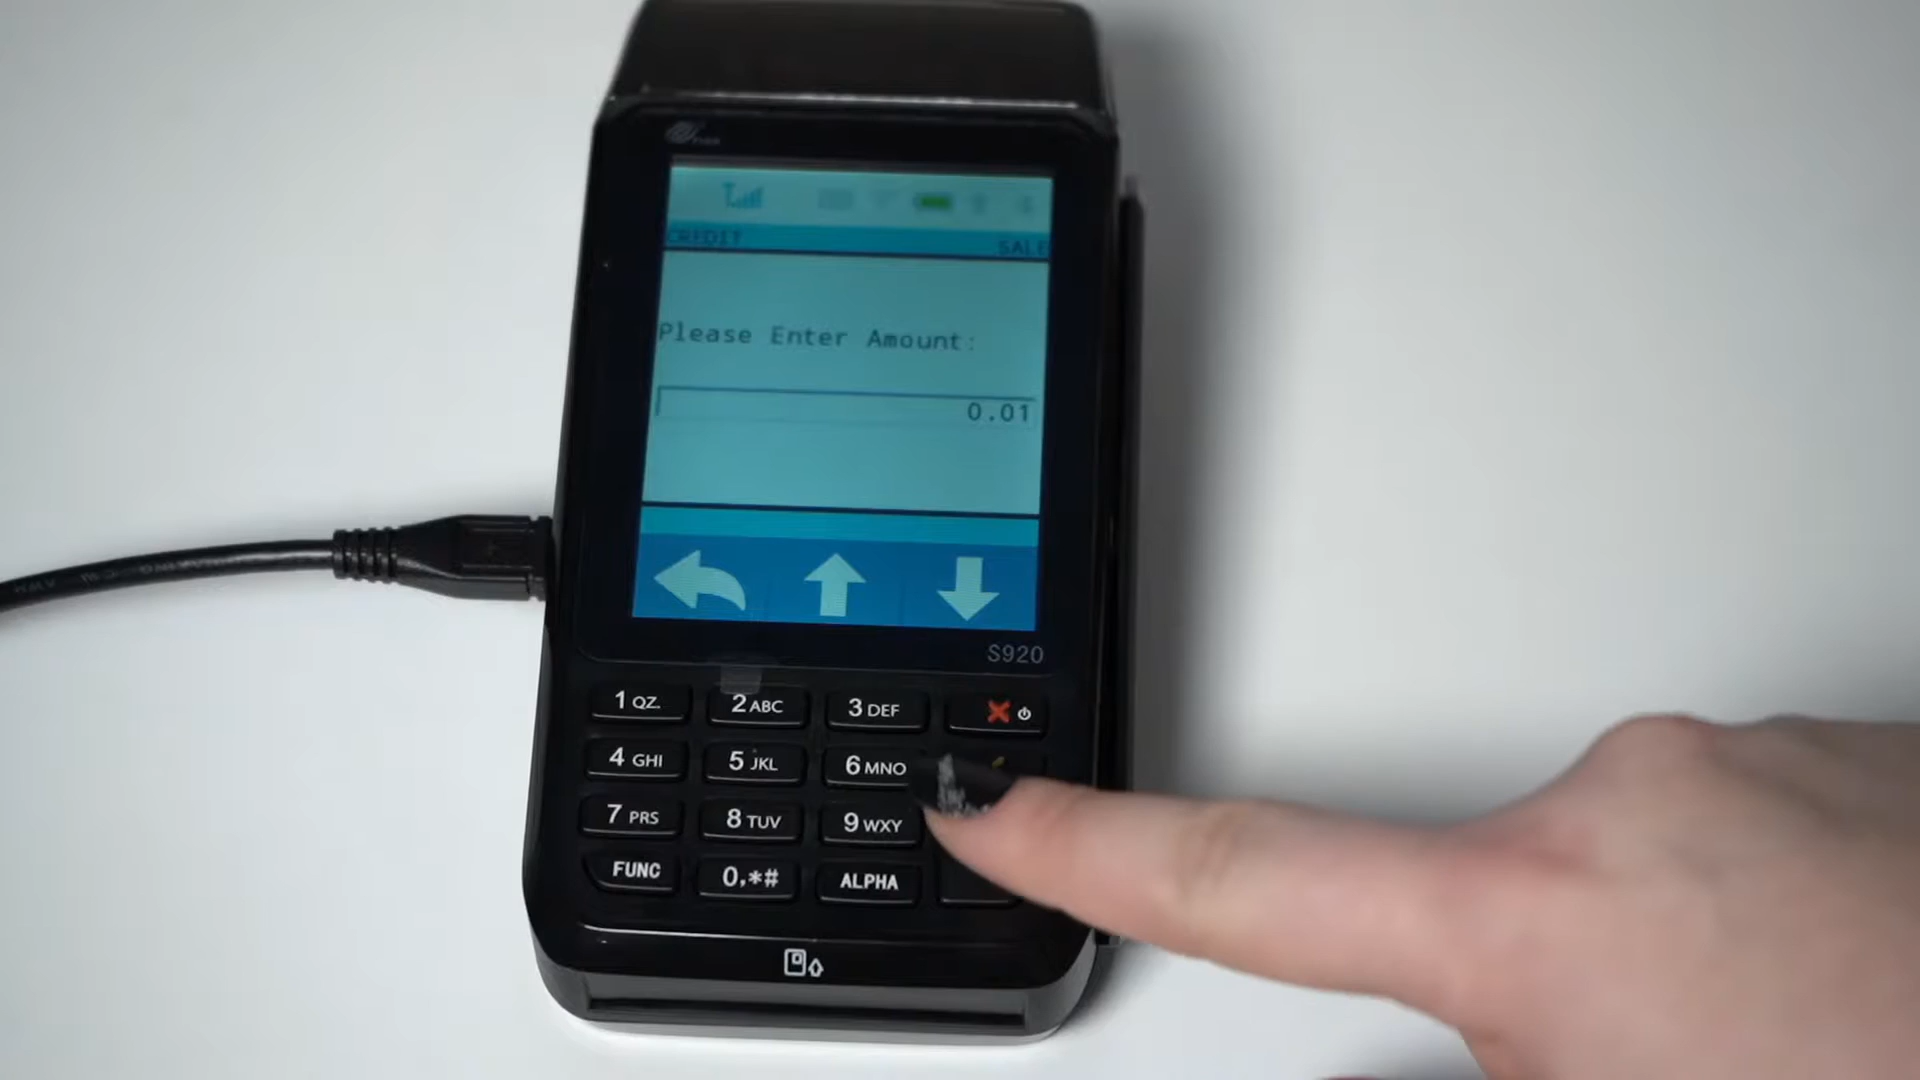 CREDIT SALE
Please Enter Amount:
0.01
S920
1 QZ. 2 ABC 3 DEF
4 GHI 5 JKL 6 MNO
7 PRS 8 TUV 9 WXY
FUNC 0,*# ALPHA